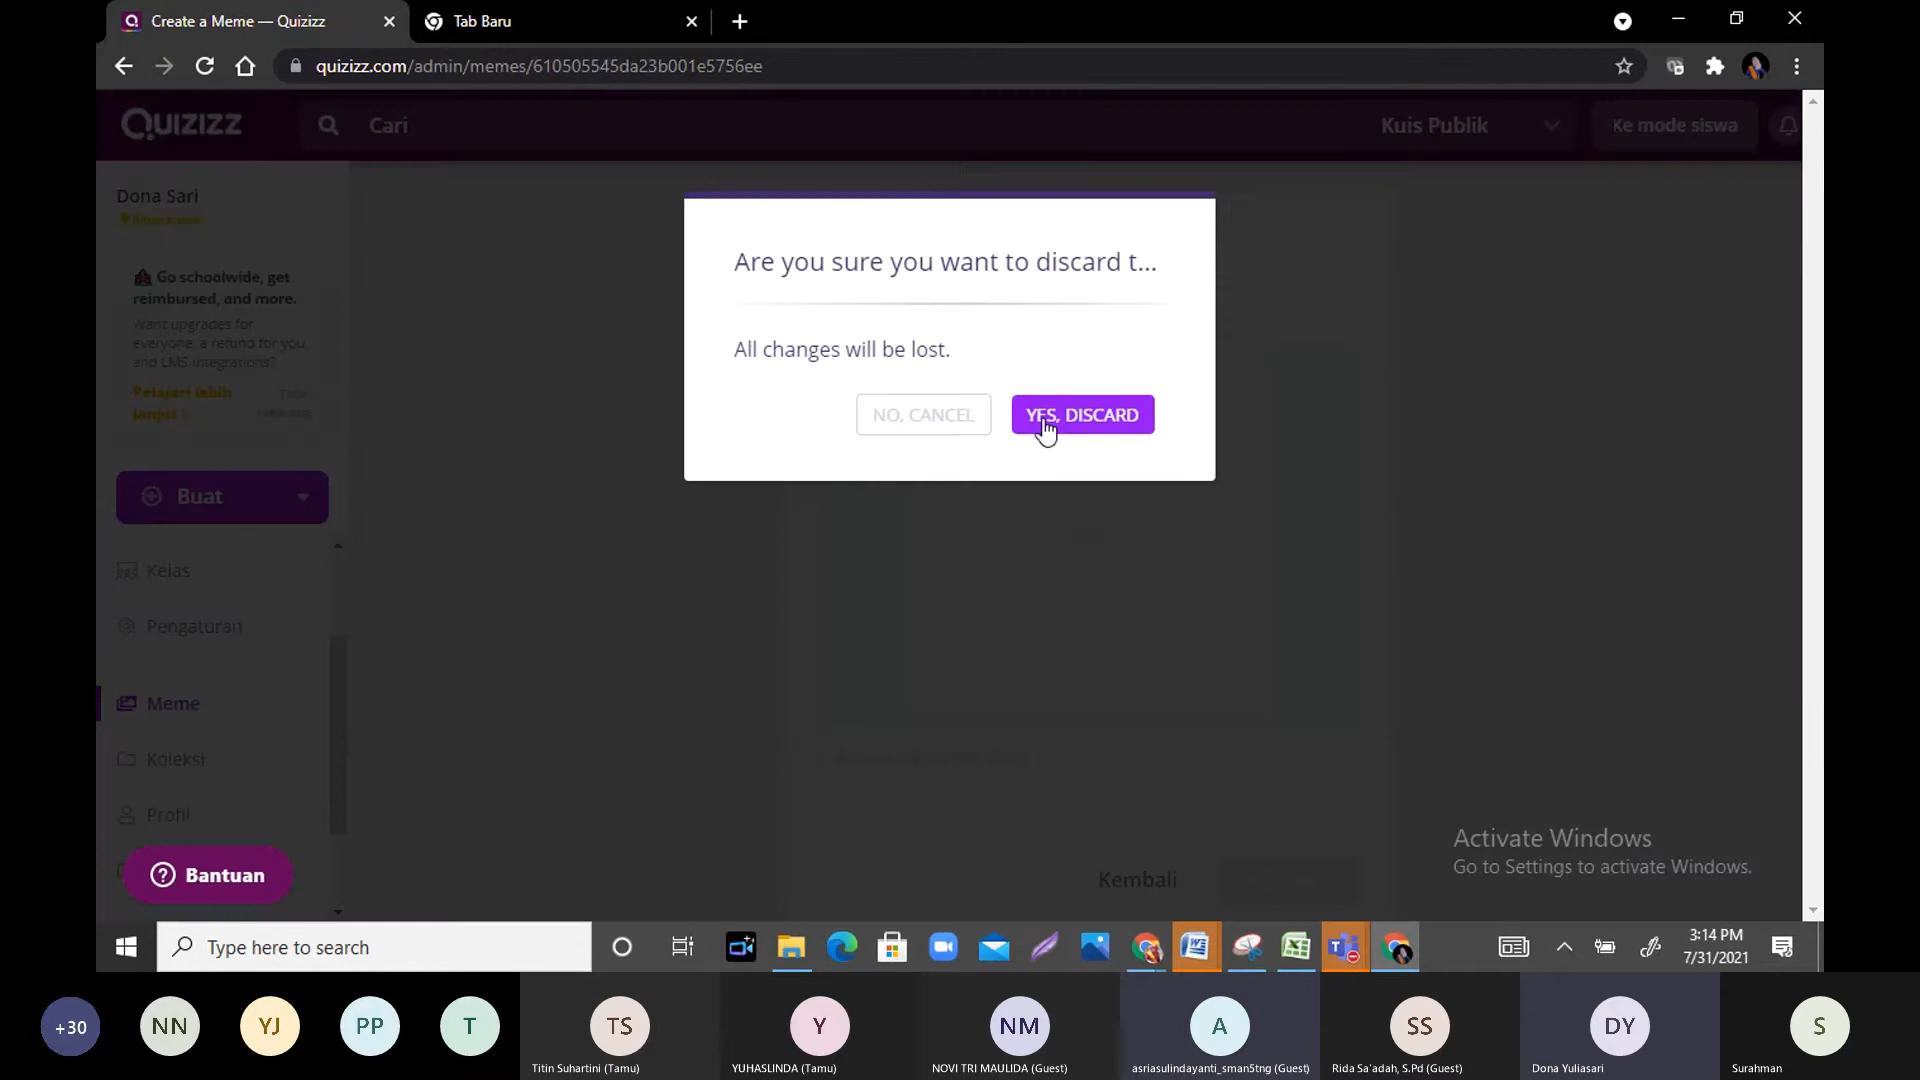 Create a Meme — Quizizz
Tab Baru
quizizz.com/admin/memes/610505545da23b001e5756ee
Quizizz
Cari
Kuis Publik
Ke mode siswa
Dona Sari
Go schoolwide, get
reimbursed, and more.
Want upgrades for
everyone, a refund for you,
and LMS integrations?
Pelajari lebih
lanjut
Buat
Kelas
Pengaturan
Meme
Koleksi
Profil
Bantuan
Are you sure you want to discard t...
All changes will be lost.
NO, CANCEL
YES, DISCARD
Kembali
Activate Windows
Go to Settings to activate Windows.
Type here to search
3:14 PM
7/31/2021
+30
NN
YJ
PP
T
TS
Y
NM
A
SS
DY
S
Titin Suhartini (Tamu)
YUHASLINDA (Tamu)
NOVI TRI MAULIDA (Guest)
asriasulindayanti_sman5tng (Guest)
Rida Sa'adah, S.Pd (Guest)
Dona Yuliasari
Surahman